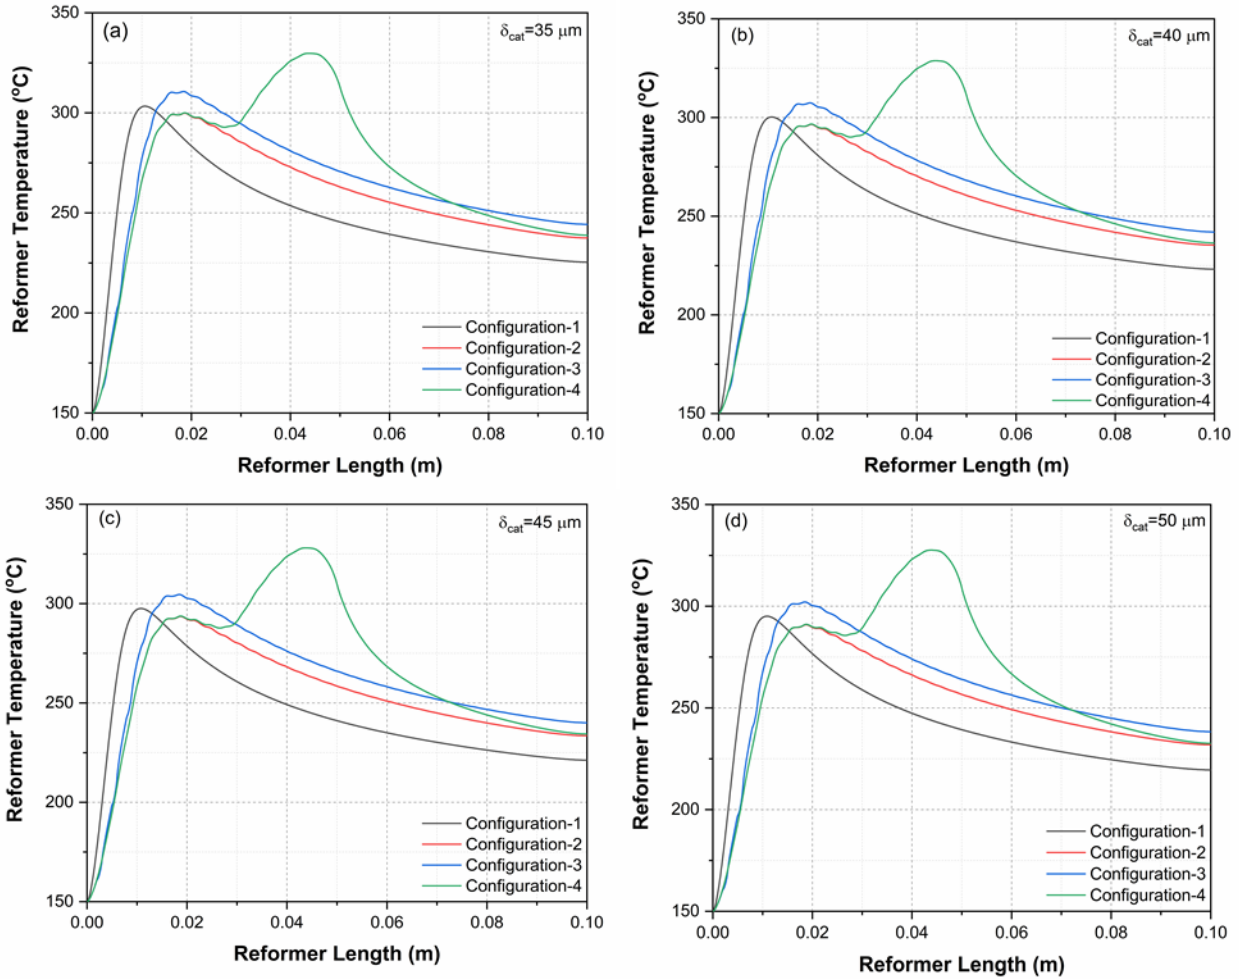 (a)
δcat=35 μm
Reformer Temperature (°C)
350
300
250
200
150
Configuration-1
Configuration-2
Configuration-3
Configuration-4
0.00 0.02 0.04 0.06 0.08 0.10
Reformer Length (m)
(b)
δcat=40 μm
Reformer Temperature (°C)
350
300
250
200
150
Configuration-1
Configuration-2
Configuration-3
Configuration-4
0.00 0.02 0.04 0.06 0.08 0.10
Reformer Length (m)
(c)
δcat=45 μm
Reformer Temperature (°C)
350
300
250
200
150
Configuration-1
Configuration-2
Configuration-3
Configuration-4
0.00 0.02 0.04 0.06 0.08 0.10
Reformer Length (m)
(d)
δcat=50 μm
Reformer Temperature (°C)
350
300
250
200
150
Configuration-1
Configuration-2
Configuration-3
Configuration-4
0.00 0.02 0.04 0.06 0.08 0.10
Reformer Length (m)